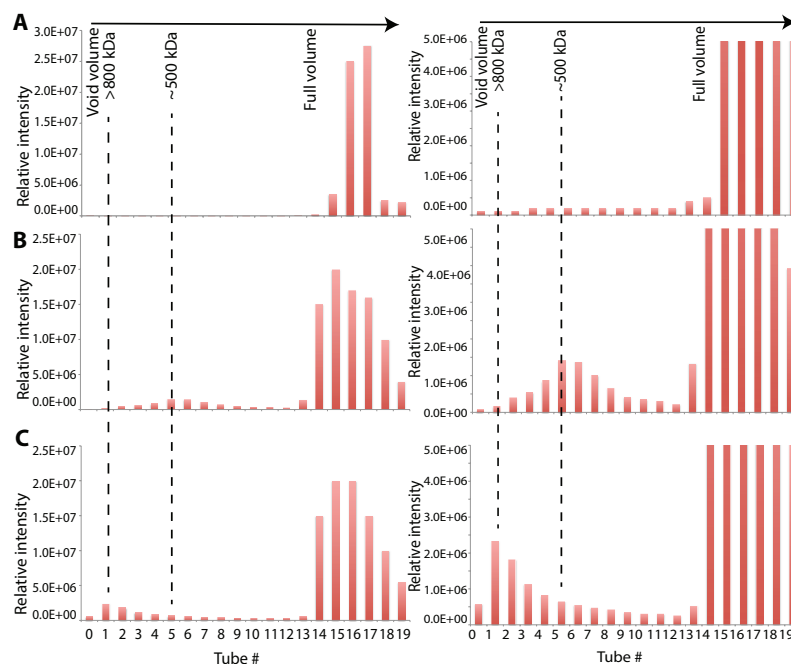 A
Relative intensity
3.0E+07
2.5E+07
2.0E+07
1.5E+07
1.0E+07
5.0E+06
0.0E+00
Void volume
>800 kDa
~500 kDa
Full volume
Relative intensity
5.0E+06
4.0E+06
3.0E+06
2.0E+06
1.0E+06
0.0E+00
Void volume
>800 kDa
~500 kDa
Full volume
B
Relative intensity
2.5E+07
2.0E+07
1.5E+07
1.0E+07
5.0E+06
0.0E+00
Relative intensity
5.0E+06
4.0E+06
3.0E+06
2.0E+06
1.0E+06
0.0E+00
C
Relative intensity
2.5E+07
2.0E+07
1.5E+07
1.0E+07
5.0E+06
0.0E+00
0 1 2 3 4 5 6 7 8 9 10 11 12 13 14 15 16 17 18 19
Tube #
Relative intensity
5.0E+06
4.0E+06
3.0E+06
2.0E+06
1.0E+06
0.0E+00
0 1 2 3 4 5 6 7 8 9 10 11 12 13 14 15 16 17 18 19
Tube #